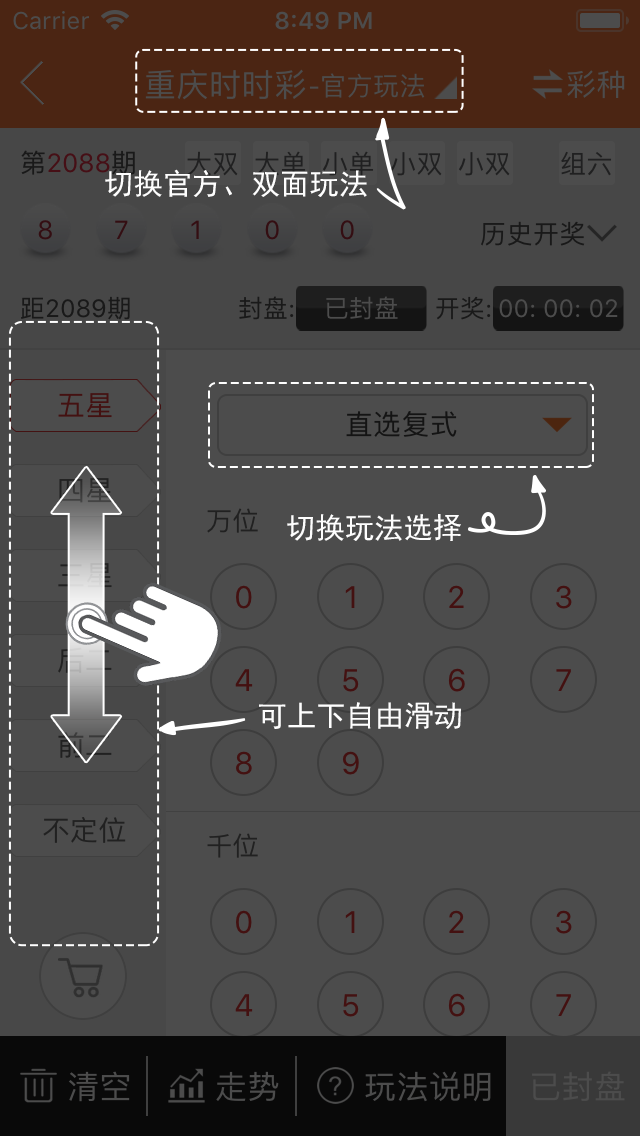 Carrier 8:49 PM
重庆时时彩-官方玩法 彩种
第2088期 大双 大单 小单 小双 小双 组六
切换官方、双面玩法
8 7 1 0 0 历史开奖
距2089期 封盘: 已封盘 开奖: 00: 00: 02
五星
直选复式
四星
万位
切换玩法选择
三星
0 1 2 3
后二
4 5 6 7
可上下自由滑动
前二
8 9
不定位
千位
0 1 2 3
4 5 6 7
清空 走势 ? 玩法说明 已封盘